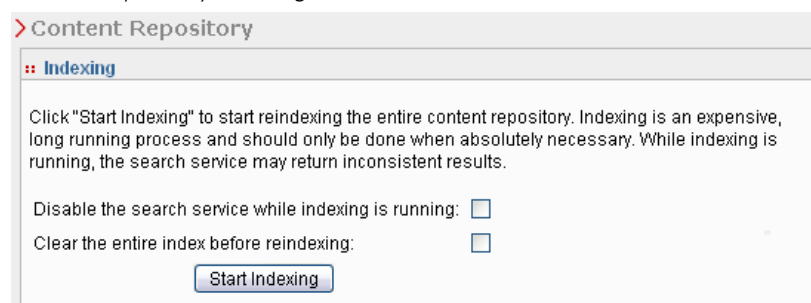 Content Repository
Indexing
Click "Start Indexing" to start reindexing the entire content repository. Indexing is an expensive,
long running process and should only be done when absolutely necessary. While indexing is
running, the search service may return inconsistent results.
Disable the search service while indexing is running:
Clear the entire index before reindexing:
Start Indexing